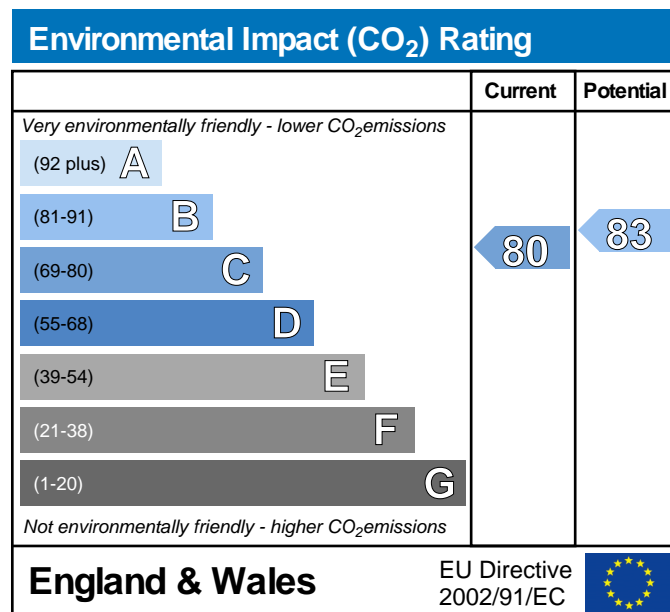 Environmental Impact (CO₂) Rating
Current Potential
Very environmentally friendly - lower CO₂emissions
(92 plus) A
(81-91) B
(69-80) C
(55-68) D
(39-54) E
(21-38) F
(1-20) G
80
83
Not environmentally friendly - higher CO₂emissions
England & Wales
EU Directive
2002/91/EC